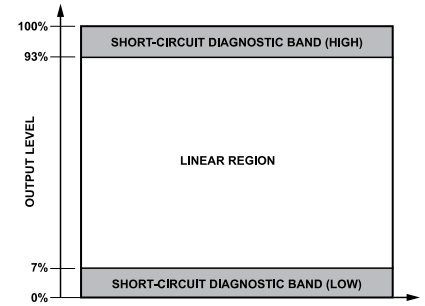 100%
SHORT-CIRCUIT DIAGNOSTIC BAND (HIGH)
93%
OUTPUT LEVEL
LINEAR REGION
7%
SHORT-CIRCUIT DIAGNOSTIC BAND (LOW)
0%